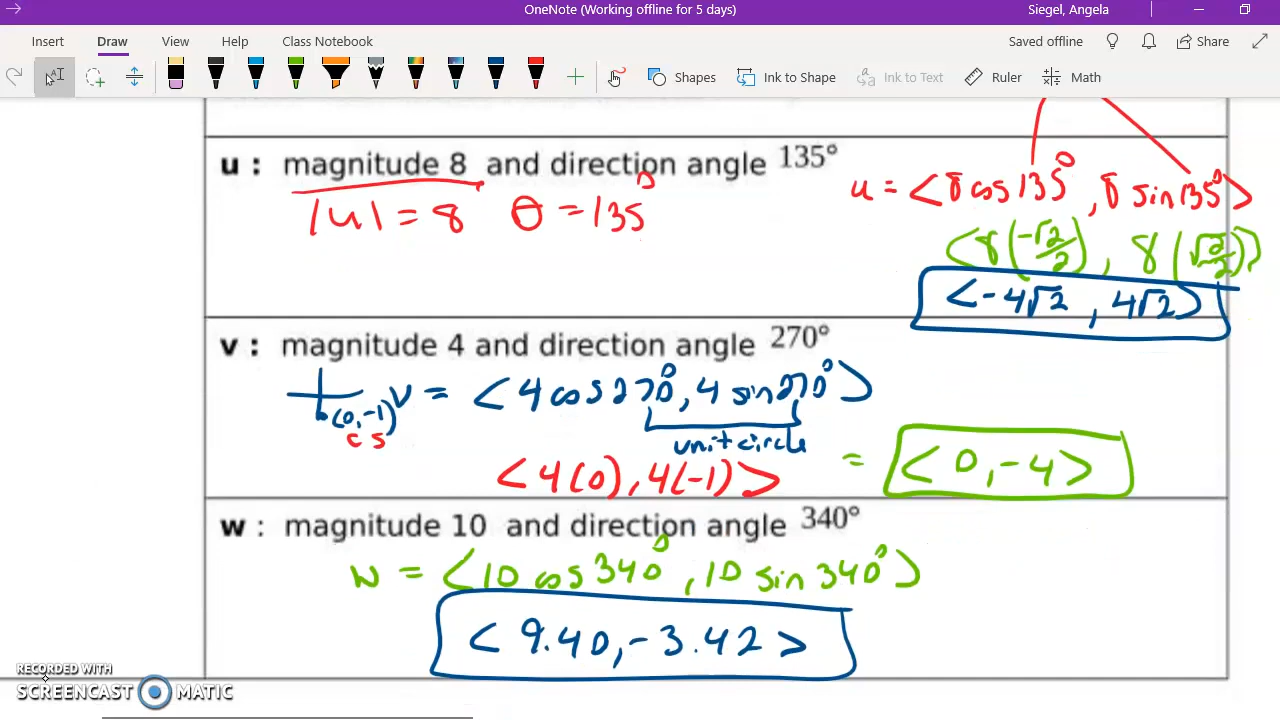 OneNote (Working offline for 5 days)
Siegel, Angela
Insert Draw View Help Class Notebook
Saved offline Share
Shapes Ink to Shape Ink to Text Ruler Math
u : magnitude 8 and direction angle 135°
|u| = 8 θ = 135°
u = <8 cos 135°, 8 sin 135°>
<8(-√2/2), 8(√2/2)>
<-4√2, 4√2>
v : magnitude 4 and direction angle 270°
v = <4 cos 270°, 4 sin 270°>
(0, -1)
c s
unit circle
<4(0), 4(-1)> = <0, -4>
w : magnitude 10 and direction angle 340°
w = <10 cos 340°, 10 sin 340°>
<9.40, -3.42>
RECORDED WITH
SCREENCAST MATIC